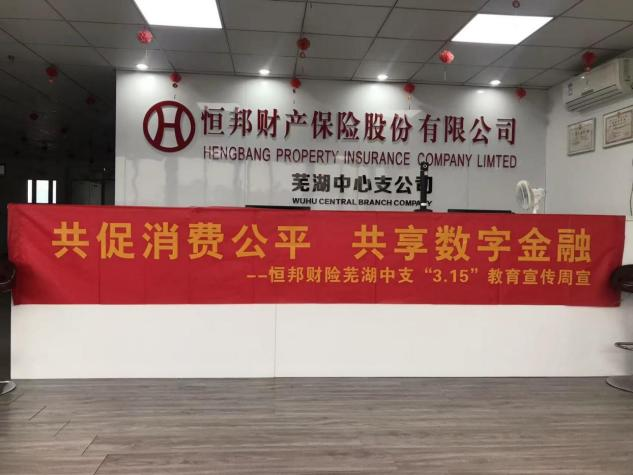 恒邦财产保险股份有限公司
HENGBANG PROPERTY INSURANCE COMPANY LIMTED
芜湖中心支公司
WUHU CENTRAL BRANCH COMPANY
共促消费公平 共享数字金融
--恒邦财险芜湖中支“3.15”教育宣传周宣